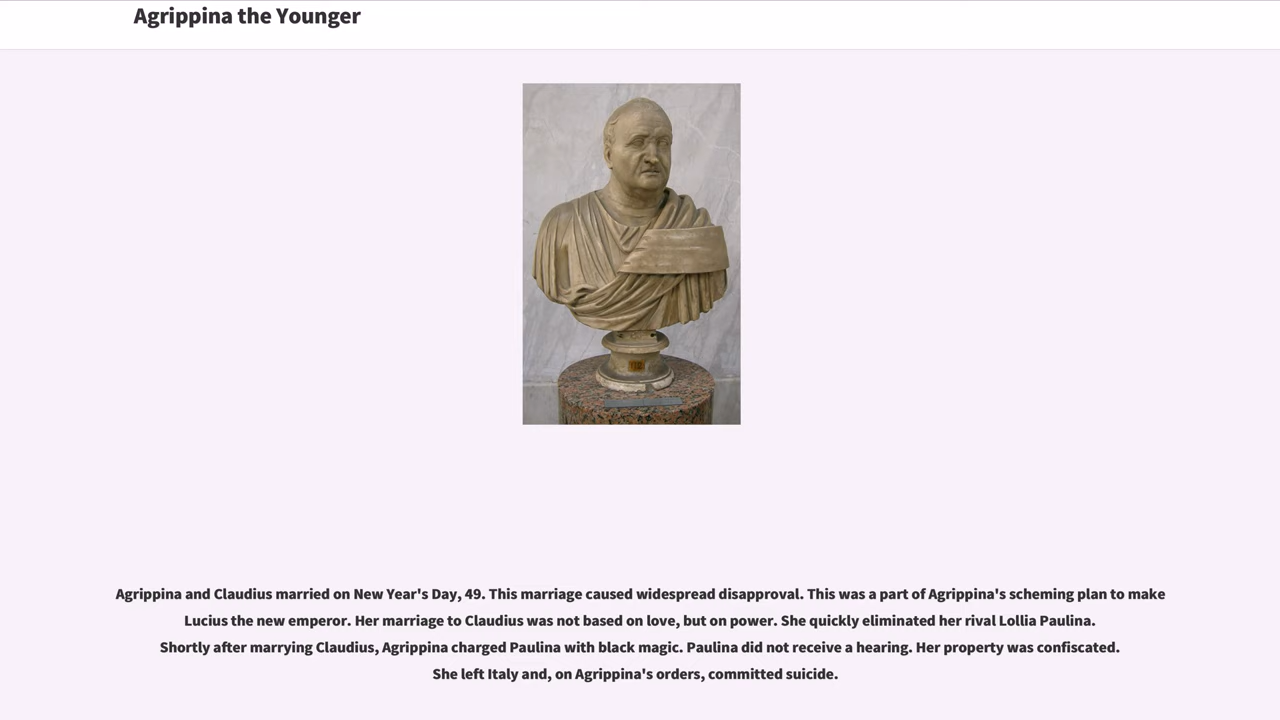 Agrippina the Younger
Agrippina and Claudius married on New Year's Day, 49. This marriage caused widespread disapproval. This was a part of Agrippina's scheming plan to make
Lucius the new emperor. Her marriage to Claudius was not based on love, but on power. She quickly eliminated her rival Lollia Paulina.
Shortly after marrying Claudius, Agrippina charged Paulina with black magic. Paulina did not receive a hearing. Her property was confiscated.
She left Italy and, on Agrippina's orders, committed suicide.